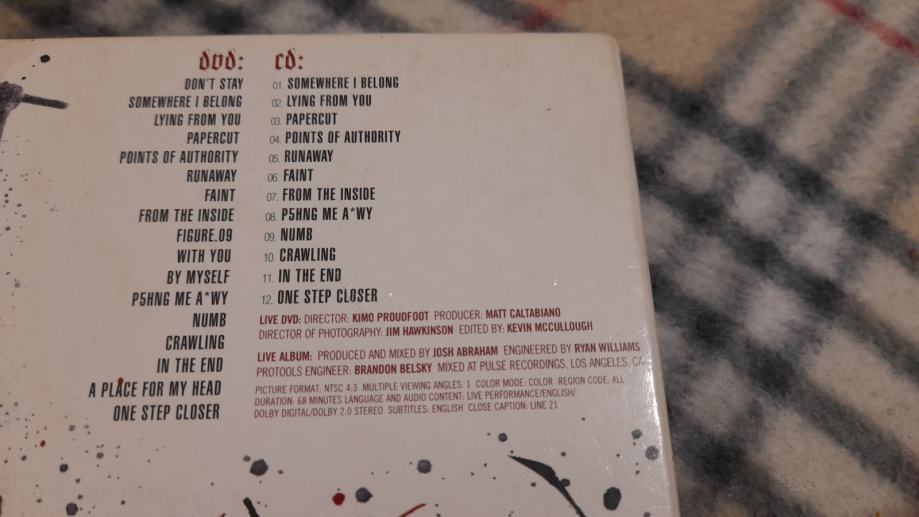 dvd:
DON'T STAY
SOMEWHERE I BELONG
LYING FROM YOU
PAPERCUT
POINTS OF AUTHORITY
RUNAWAY
FAINT
FROM THE INSIDE
FIGURE.09
WITH YOU
BY MYSELF
P5HNG ME A*WY
NUMB
CRAWLING
IN THE END
A PLACE FOR MY HEAD
ONE STEP CLOSER
cd:
01. SOMEWHERE I BELONG
02. LYING FROM YOU
03. PAPERCUT
04. POINTS OF AUTHORITY
05. RUNAWAY
06. FAINT
07. FROM THE INSIDE
08. P5HNG ME A*WY
09. NUMB
10. CRAWLING
11. IN THE END
12. ONE STEP CLOSER
LIVE DVD: DIRECTOR: KIMO PROUDFOOT PRODUCER: MATT CALTABIANO
DIRECTOR OF PHOTOGRAPHY: JIM HAWKINSON EDITED BY: KEVIN MCCULLOUGH
LIVE ALBUM: PRODUCED AND MIXED BY JOSH ABRAHAM ENGINEERED BY RYAN WILLIAMS
PROTOOLS ENGINEER: BRANDON BELSKY MIXED AT PULSE RECORDINGS, LOS ANGELES, CA
PICTURE FORMAT: NTSC 4:3 MULTIPLE VIEWING ANGLES: 1 COLOR MODE: COLOR REGION CODE: ALL
DURATION: 68 MINUTES LANGUAGE AND AUDIO CONTENT: LIVE PERFORMANCE/ENGLISH/
DOLBY DIGITAL/DOLBY 2.0 STEREO SUBTITLES: ENGLISH CLOSE CAPTION: LINE 21